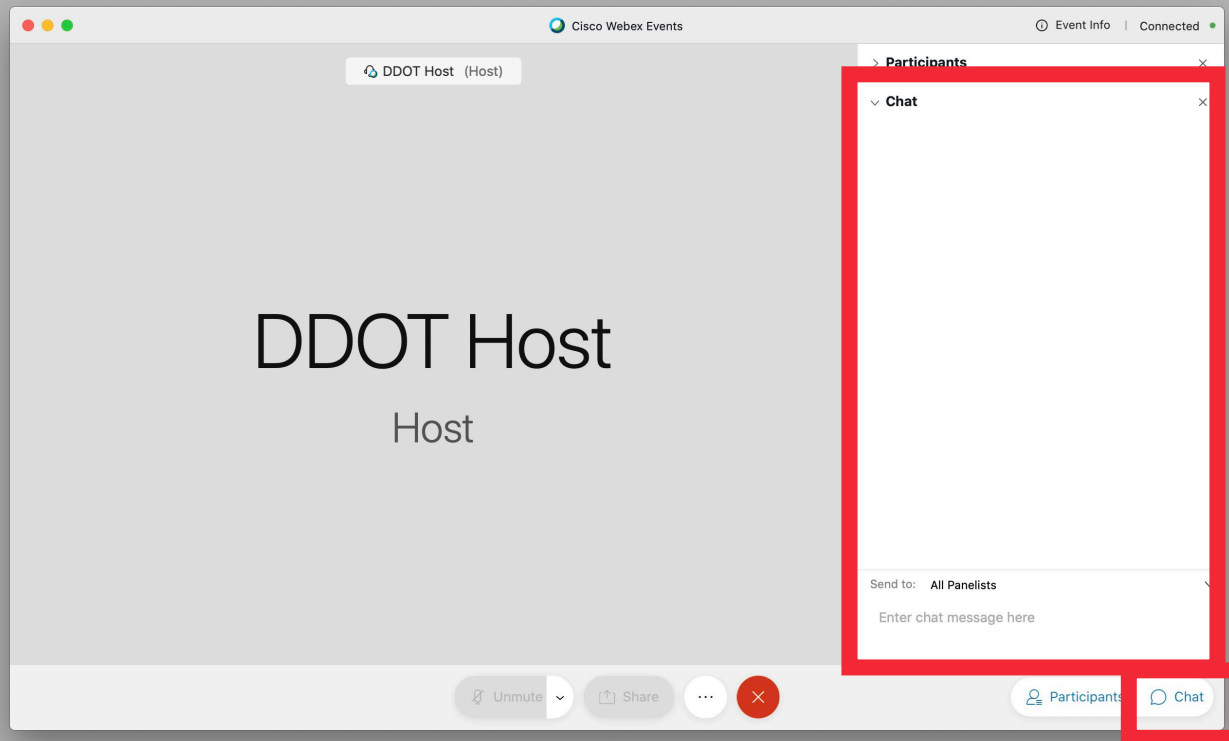 Cisco Webex Events
Event Info | Connected
DDOT Host (Host)
Participants
Chat
DDOT Host
Host
Send to: All Panelists
Enter chat message here
Unmute
Share
Participants
Chat